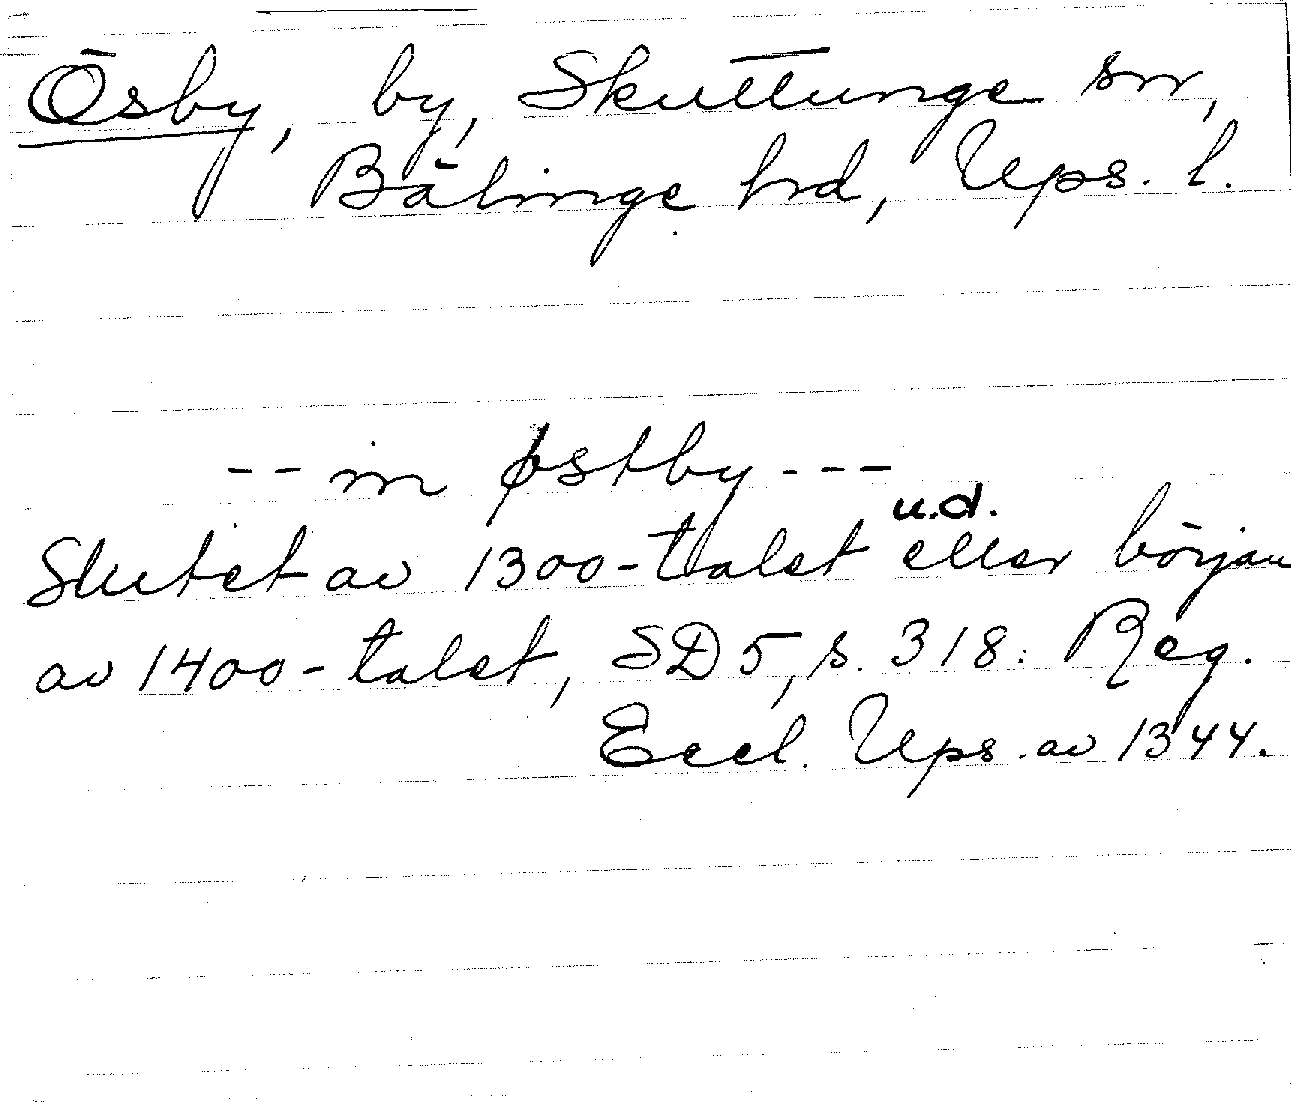 Ösby, by, Skuttunge sn,
Bälinge hd, Ups. l.
-- in østby ---
u.d.
Slutet av 1300-talet eller början
av 1400-talet, SD 5, s. 318: Reg.
Eccl. Ups. av 1344.